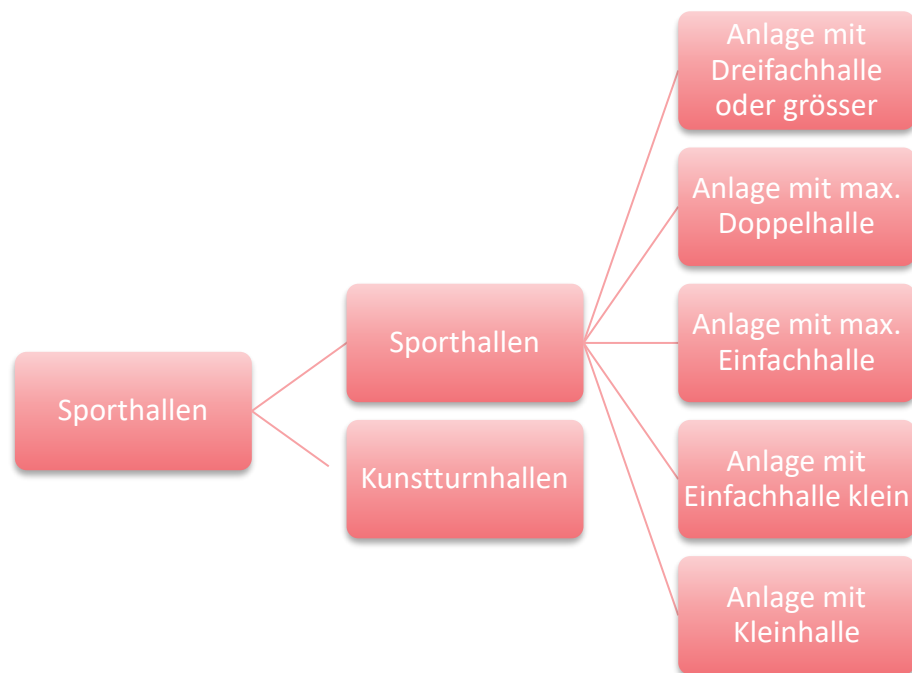 Sporthallen
Sporthallen
Kunstturnhallen
Anlage mit
Dreifachhalle
oder grösser
Anlage mit max.
Doppelhalle
Anlage mit max.
Einfachhalle
Anlage mit
Einfachhalle klein
Anlage mit
Kleinhalle